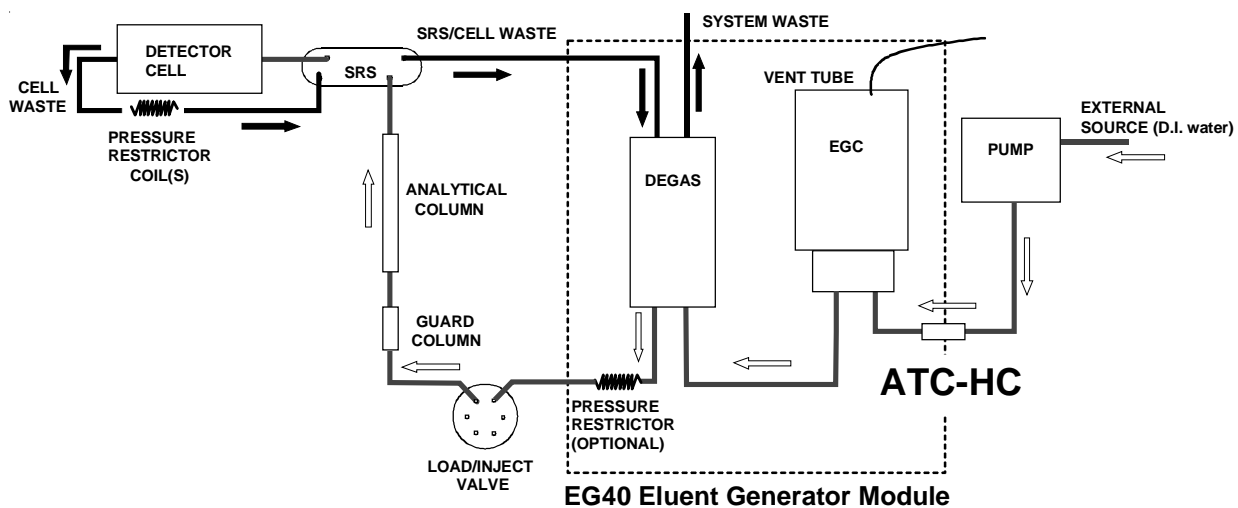 SYSTEM WASTE
SRS/CELL WASTE
DETECTOR
CELL
SRS
CELL
WASTE
PRESSURE
RESTRICTOR
COIL(S)
VENT TUBE
EGC
EXTERNAL
SOURCE (D.I. water)
PUMP
DEGAS
ANALYTICAL
COLUMN
GUARD
COLUMN
ATC-HC
PRESSURE
RESTRICTOR
(OPTIONAL)
LOAD/INJECT
VALVE
EG40 Eluent Generator Module